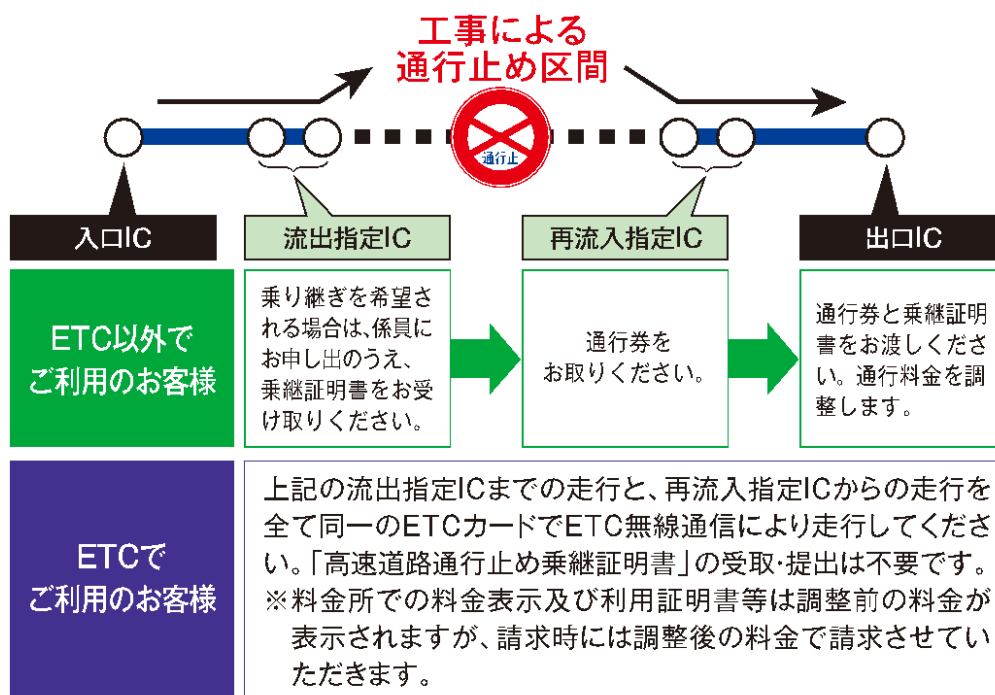 工事による
通行止め区間
通行止
入口IC
流出指定IC
再流入指定IC
出口IC
ETC以外で
ご利用のお客様
乗り継ぎを希望さ
れる場合は、係員に
お申し出のうえ、
乗継証明書をお受
け取りください。
通行券を
お取りください。
通行券と乗継証明
書をお渡しくださ
い。通行料金を調
整します。
ETCで
ご利用のお客様
上記の流出指定ICまでの走行と、再流入指定ICからの走行を
全て同一のETCカードでETC無線通信により走行してくださ
い。「高速道路通行止め乗継証明書」の受取・提出は不要です。
※料金所での料金表示及び利用証明書等は調整前の料金が
表示されますが、請求時には調整後の料金で請求させてい
ただきます。